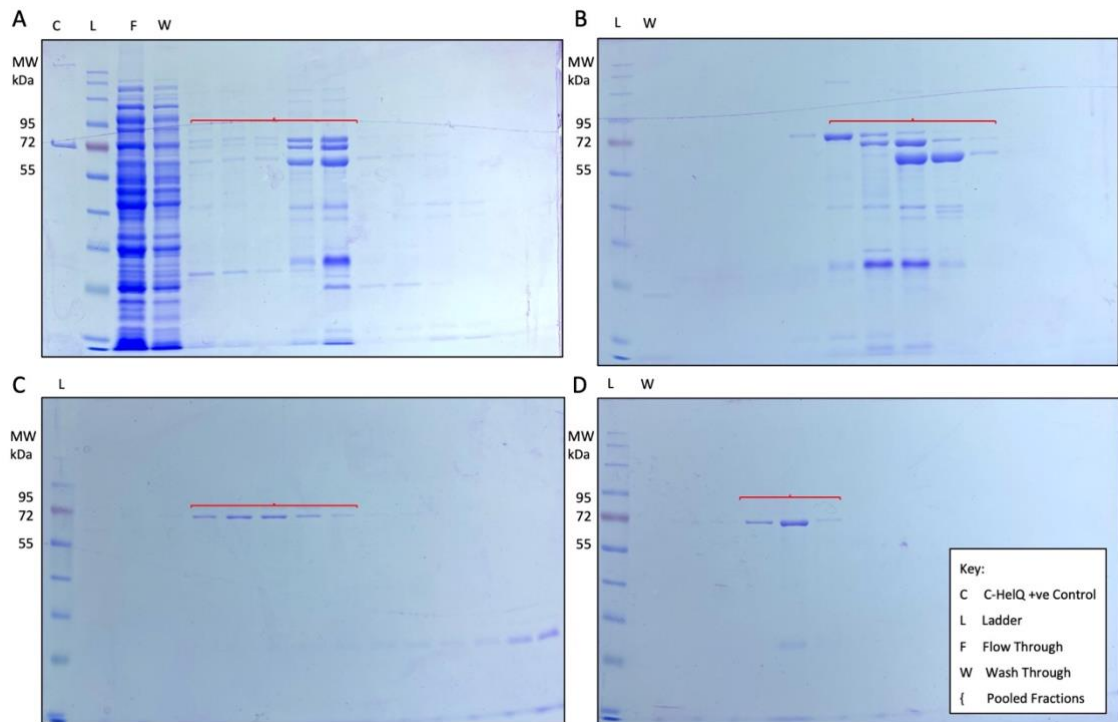 A
C L F W
MW
kDa
95
72
55
B
L W
MW
kDa
95
72
55
C
L
MW
kDa
95
72
55
D
L W
MW
kDa
95
72
55
Key:
C C-HelQ +ve Control
L Ladder
F Flow Through
W Wash Through
{ Pooled Fractions